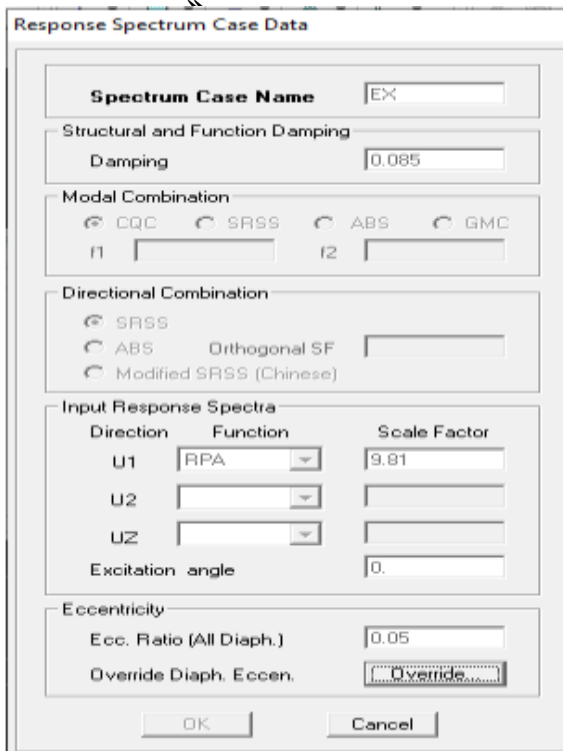 Response Spectrum Case Data
Spectrum Case Name EX
Structural and Function Damping
Damping 0.085
Modal Combination
CQC SRSS ABS GMC
f1 f2
Directional Combination
SRSS
ABS Orthogonal SF
Modified SRSS (Chinese)
Input Response Spectra
Direction Function Scale Factor
U1 RPA 9.81
U2
UZ
Excitation angle 0.
Eccentricity
Ecc. Ratio (All Diaph.) 0.05
Override Diaph. Eccen. Override...
OK Cancel